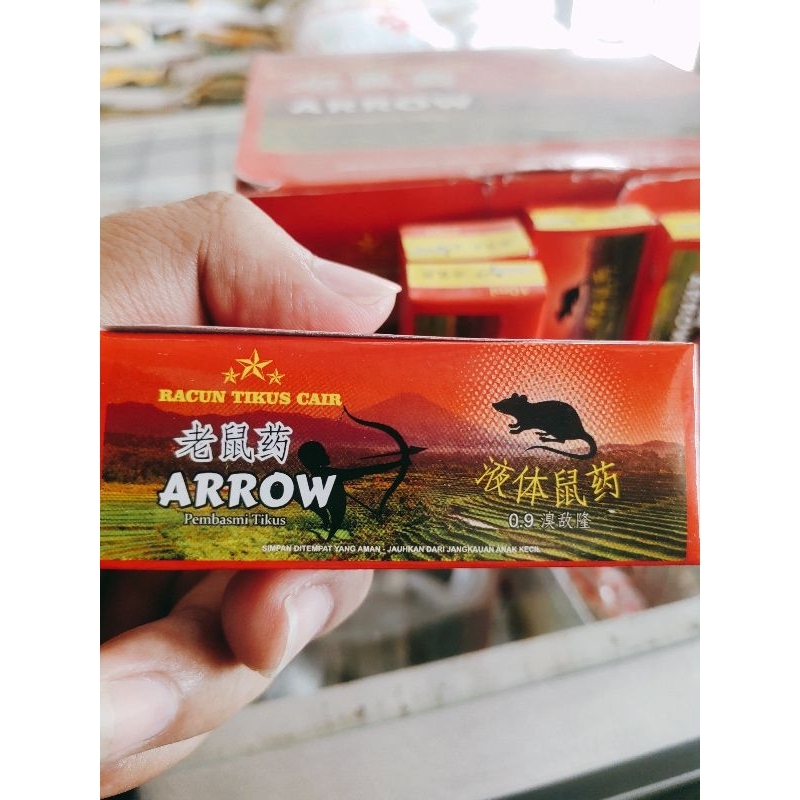 ARROW
RACUN TIKUS CAIR
老鼠药
ARROW
Pembasmi Tikus
液体鼠药
0.9 溴敌隆
SIMPAN DITEMPAT YANG AMAN - JAUHKAN DARI JANGKAUAN ANAK KECIL